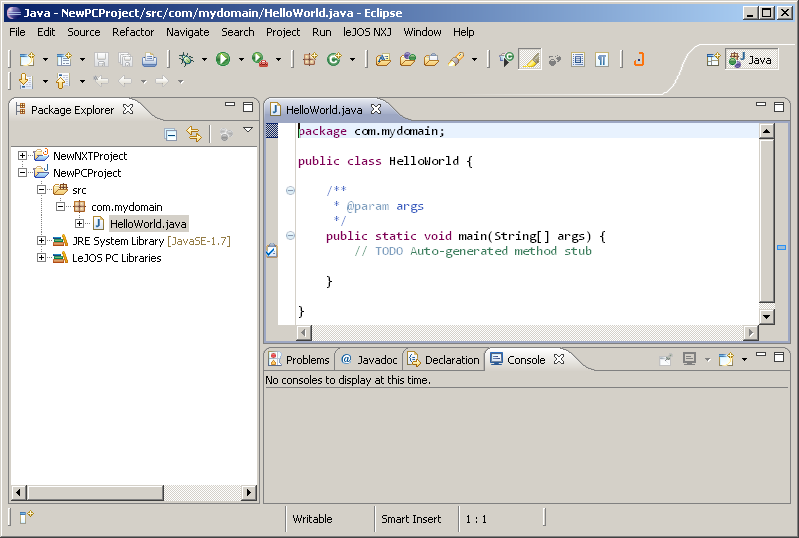 Java - NewPCProject/src/com/mydomain/HelloWorld.java - Eclipse
File Edit Source Refactor Navigate Search Project Run leJOS NXJ Window Help
Java
Package Explorer
NewNXTProject
NewPCProject
src
com.mydomain
HelloWorld.java
JRE System Library [JavaSE-1.7]
LeJOS PC Libraries
HelloWorld.java
package com.mydomain;
public class HelloWorld {
/**
* @param args
*/
public static void main(String[] args) {
// TODO Auto-generated method stub
}
}
Problems @ Javadoc Declaration Console
No consoles to display at this time.
Writable Smart Insert 1 : 1